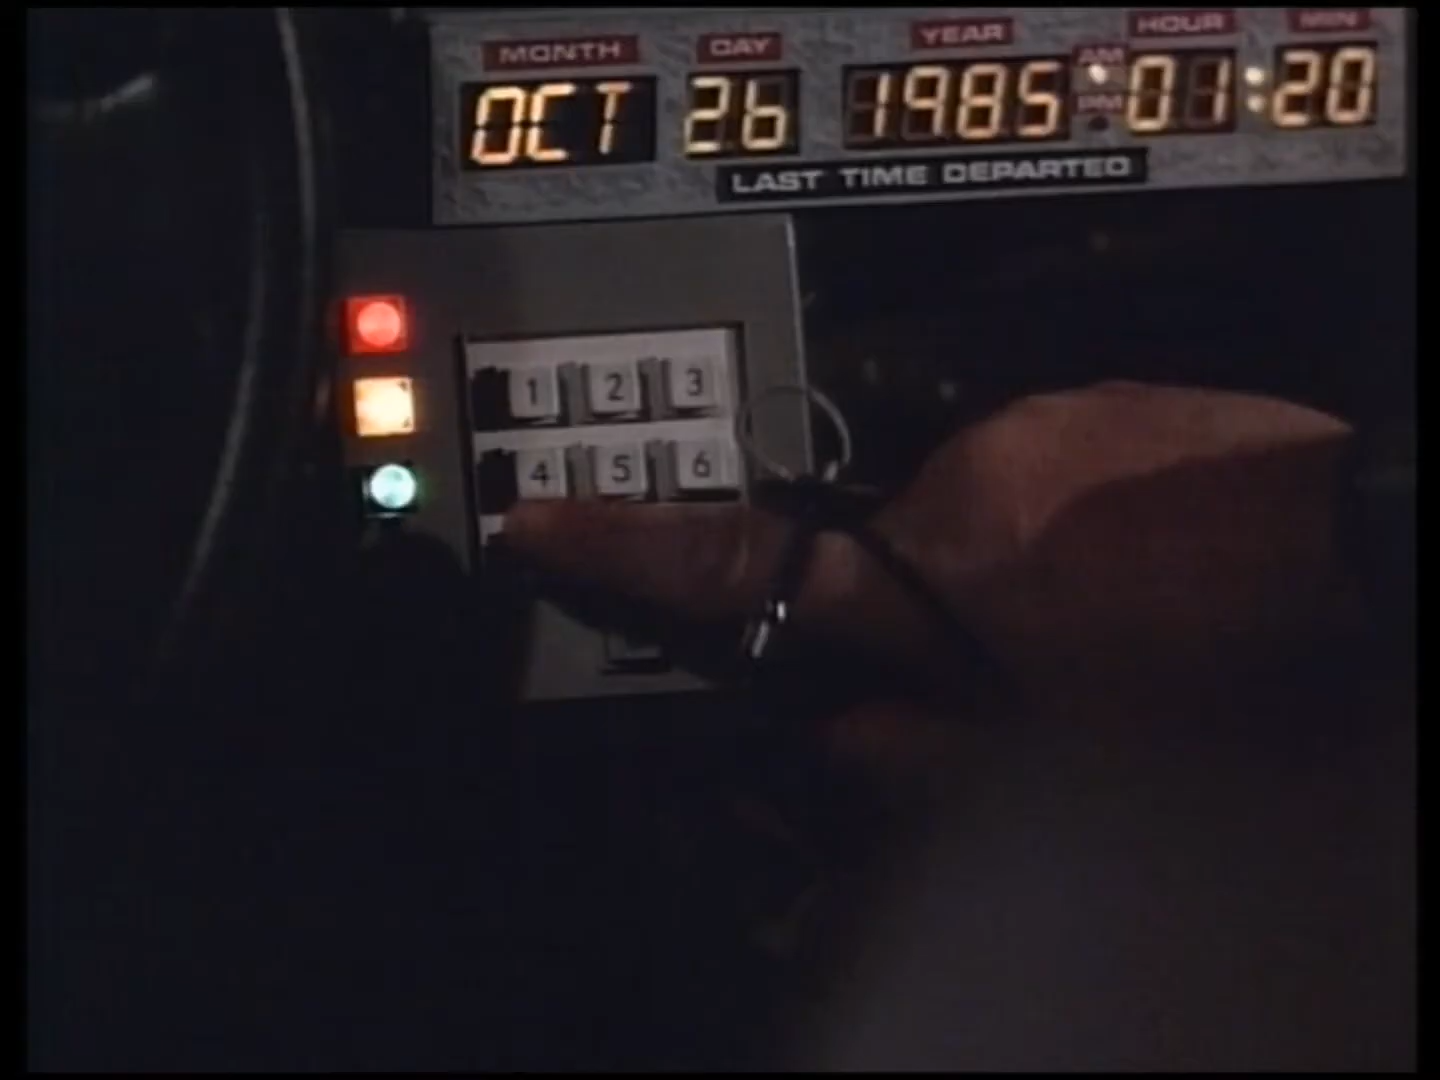 MONTH DAY YEAR HOUR MIN
OCT 26 1985 AM PM 01:20
LAST TIME DEPARTED
1 2 3
4 5 6